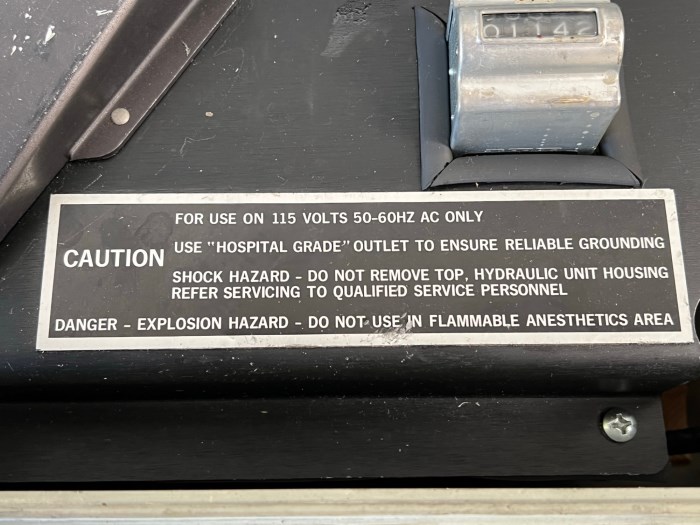 01142
FOR USE ON 115 VOLTS 50-60HZ AC ONLY
CAUTION
USE "HOSPITAL GRADE" OUTLET TO ENSURE RELIABLE GROUNDING
SHOCK HAZARD - DO NOT REMOVE TOP, HYDRAULIC UNIT HOUSING
REFER SERVICING TO QUALIFIED SERVICE PERSONNEL
DANGER - EXPLOSION HAZARD - DO NOT USE IN FLAMMABLE ANESTHETICS AREA